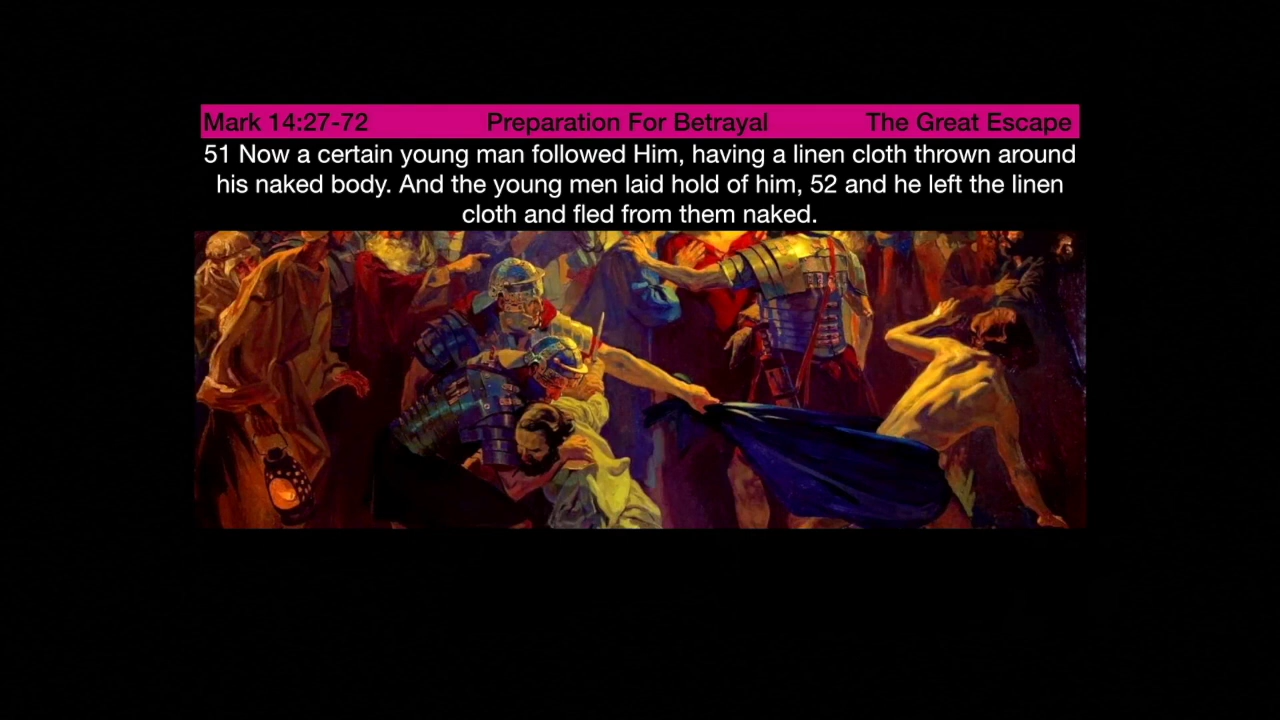 Mark 14:27-72 Preparation For Betrayal The Great Escape
51 Now a certain young man followed Him, having a linen cloth thrown around
his naked body. And the young men laid hold of him, 52 and he left the linen
cloth and fled from them naked.